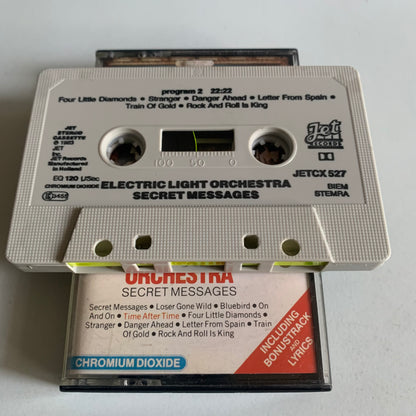 program 2 22:22
Four Little Diamonds • Stranger • Danger Ahead • Letter From Spain •
Train Of Gold • Rock And Roll Is King
JET
STEREO
CASSETTE
℗ 1983
JET
JET Records
Manufactured
in Holland
EQ 120 µSec
CHROMIUM DIOXIDE
Jet
RECORDS
JETCX 527
BIEM
STEMRA
100 50 0
ELECTRIC LIGHT ORCHESTRA
SECRET MESSAGES
ORCHESTRA
SECRET MESSAGES
Secret Messages • Loser Gone Wild • Bluebird • On
And On • Time After Time • Four Little Diamonds •
Stranger • Danger Ahead • Letter From Spain • Train
Of Gold • Rock And Roll Is King
CHROMIUM DIOXIDE
INCLUDING
BONUSTRACK
AND
LYRICS